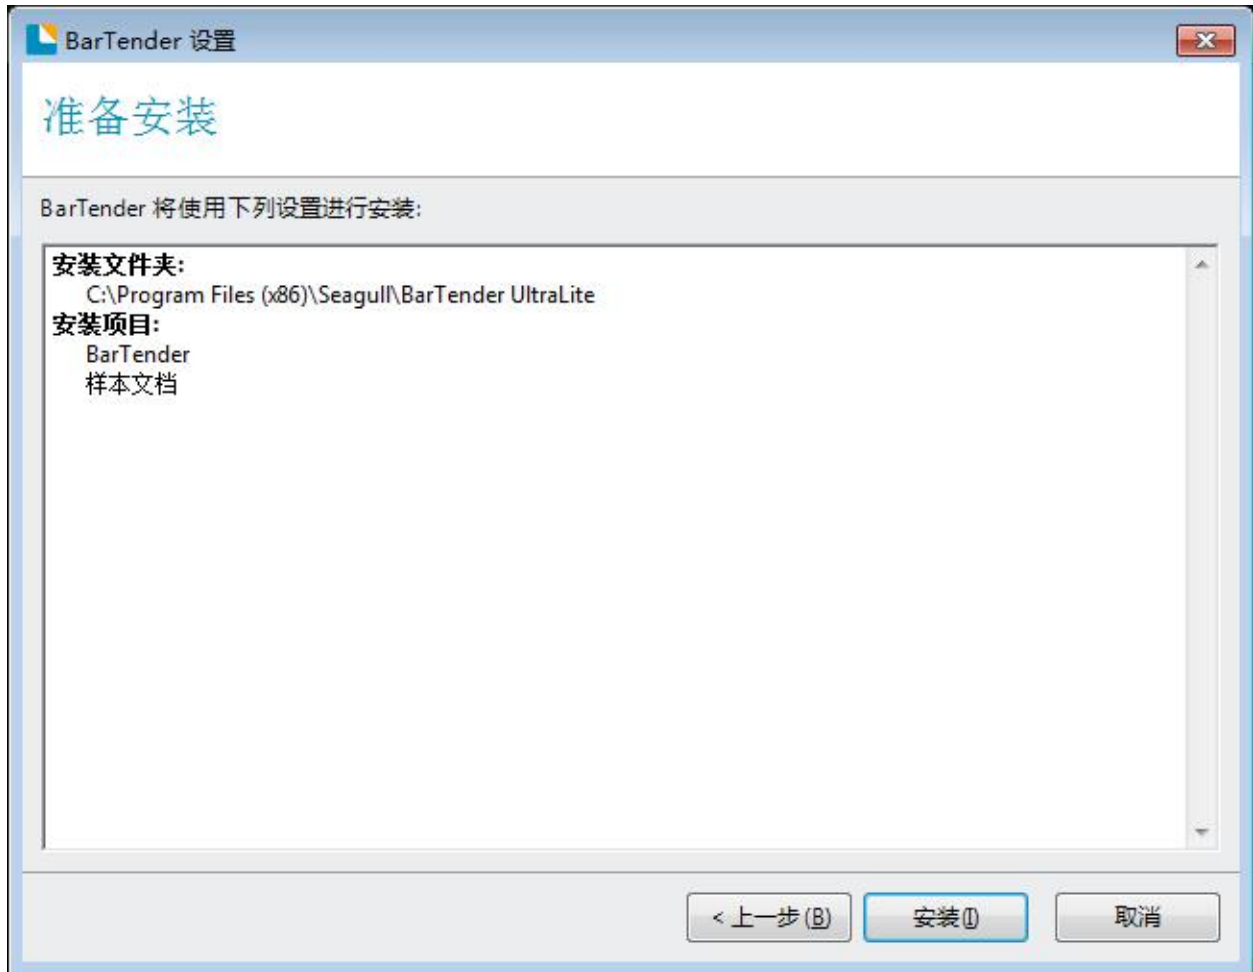 BarTender 设置
准备安装
BarTender 将使用下列设置进行安装:
安装文件夹:
C:\Program Files (x86)\Seagull\BarTender UltraLite
安装项目:
BarTender
样本文档
< 上一步(B)
安装(I)
取消